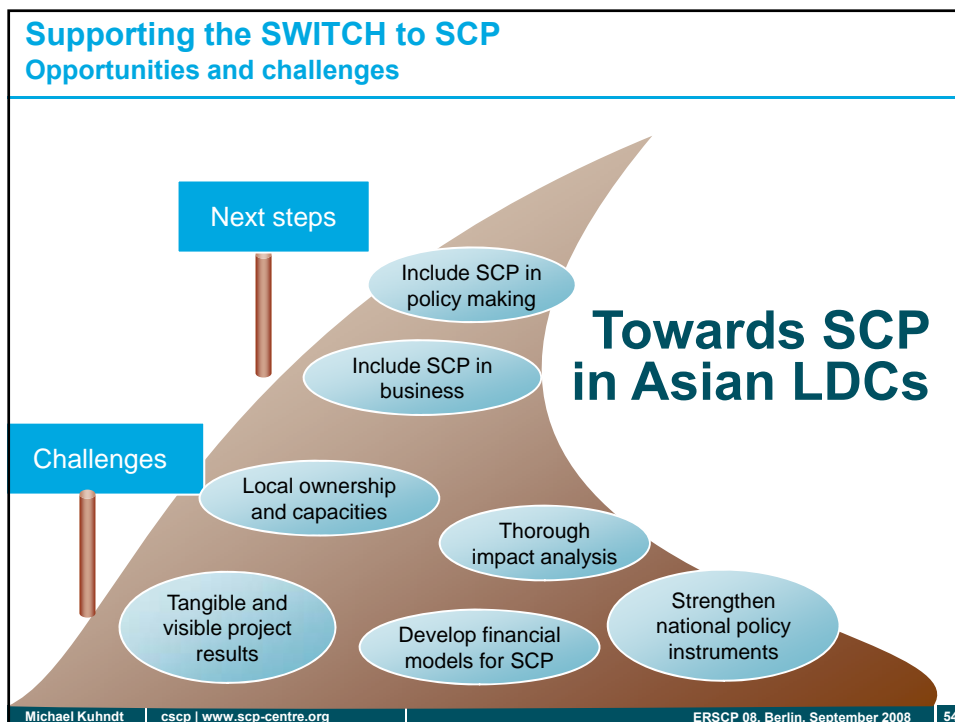 Supporting the SWITCH to SCP
Opportunities and challenges
Next steps
Include SCP in
policy making
Towards SCP
in Asian LDCs
Include SCP in
business
Challenges
Local ownership
and capacities
Thorough
impact analysis
Tangible and
visible project
results
Develop financial
models for SCP
Strengthen
national policy
instruments
Michael Kuhndt cscp | www.scp-centre.org ERSCP 08, Berlin, September 2008 54